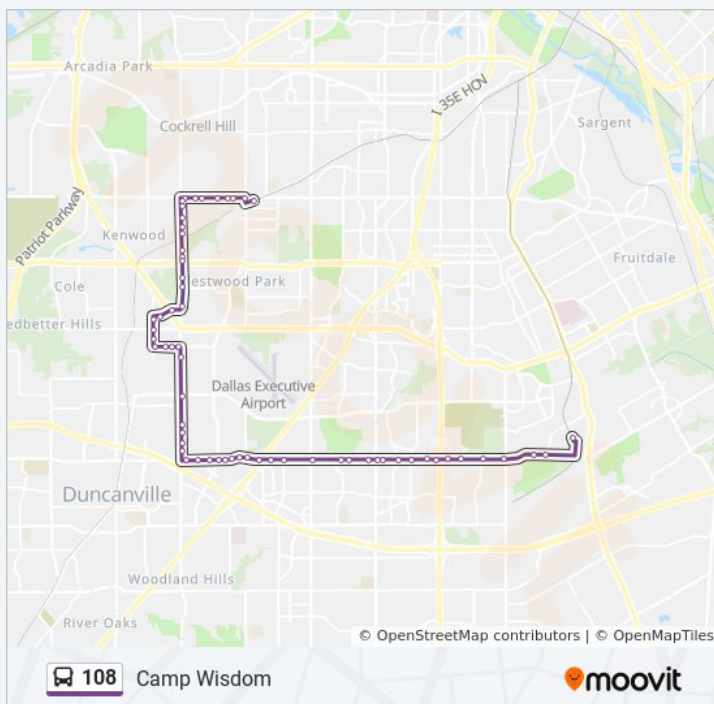 Arcadia Park
I 35E HOV
Cockrell Hill
Sargent
Patriot Parkway
Kenwood
Fruitdale
Cole
estwood Park
edbetter Hills
Dallas Executive
Airport
Duncanville
Woodland Hills
River Oaks
© OpenStreetMap contributors | © OpenMapTiles
108 Camp Wisdom
moovit